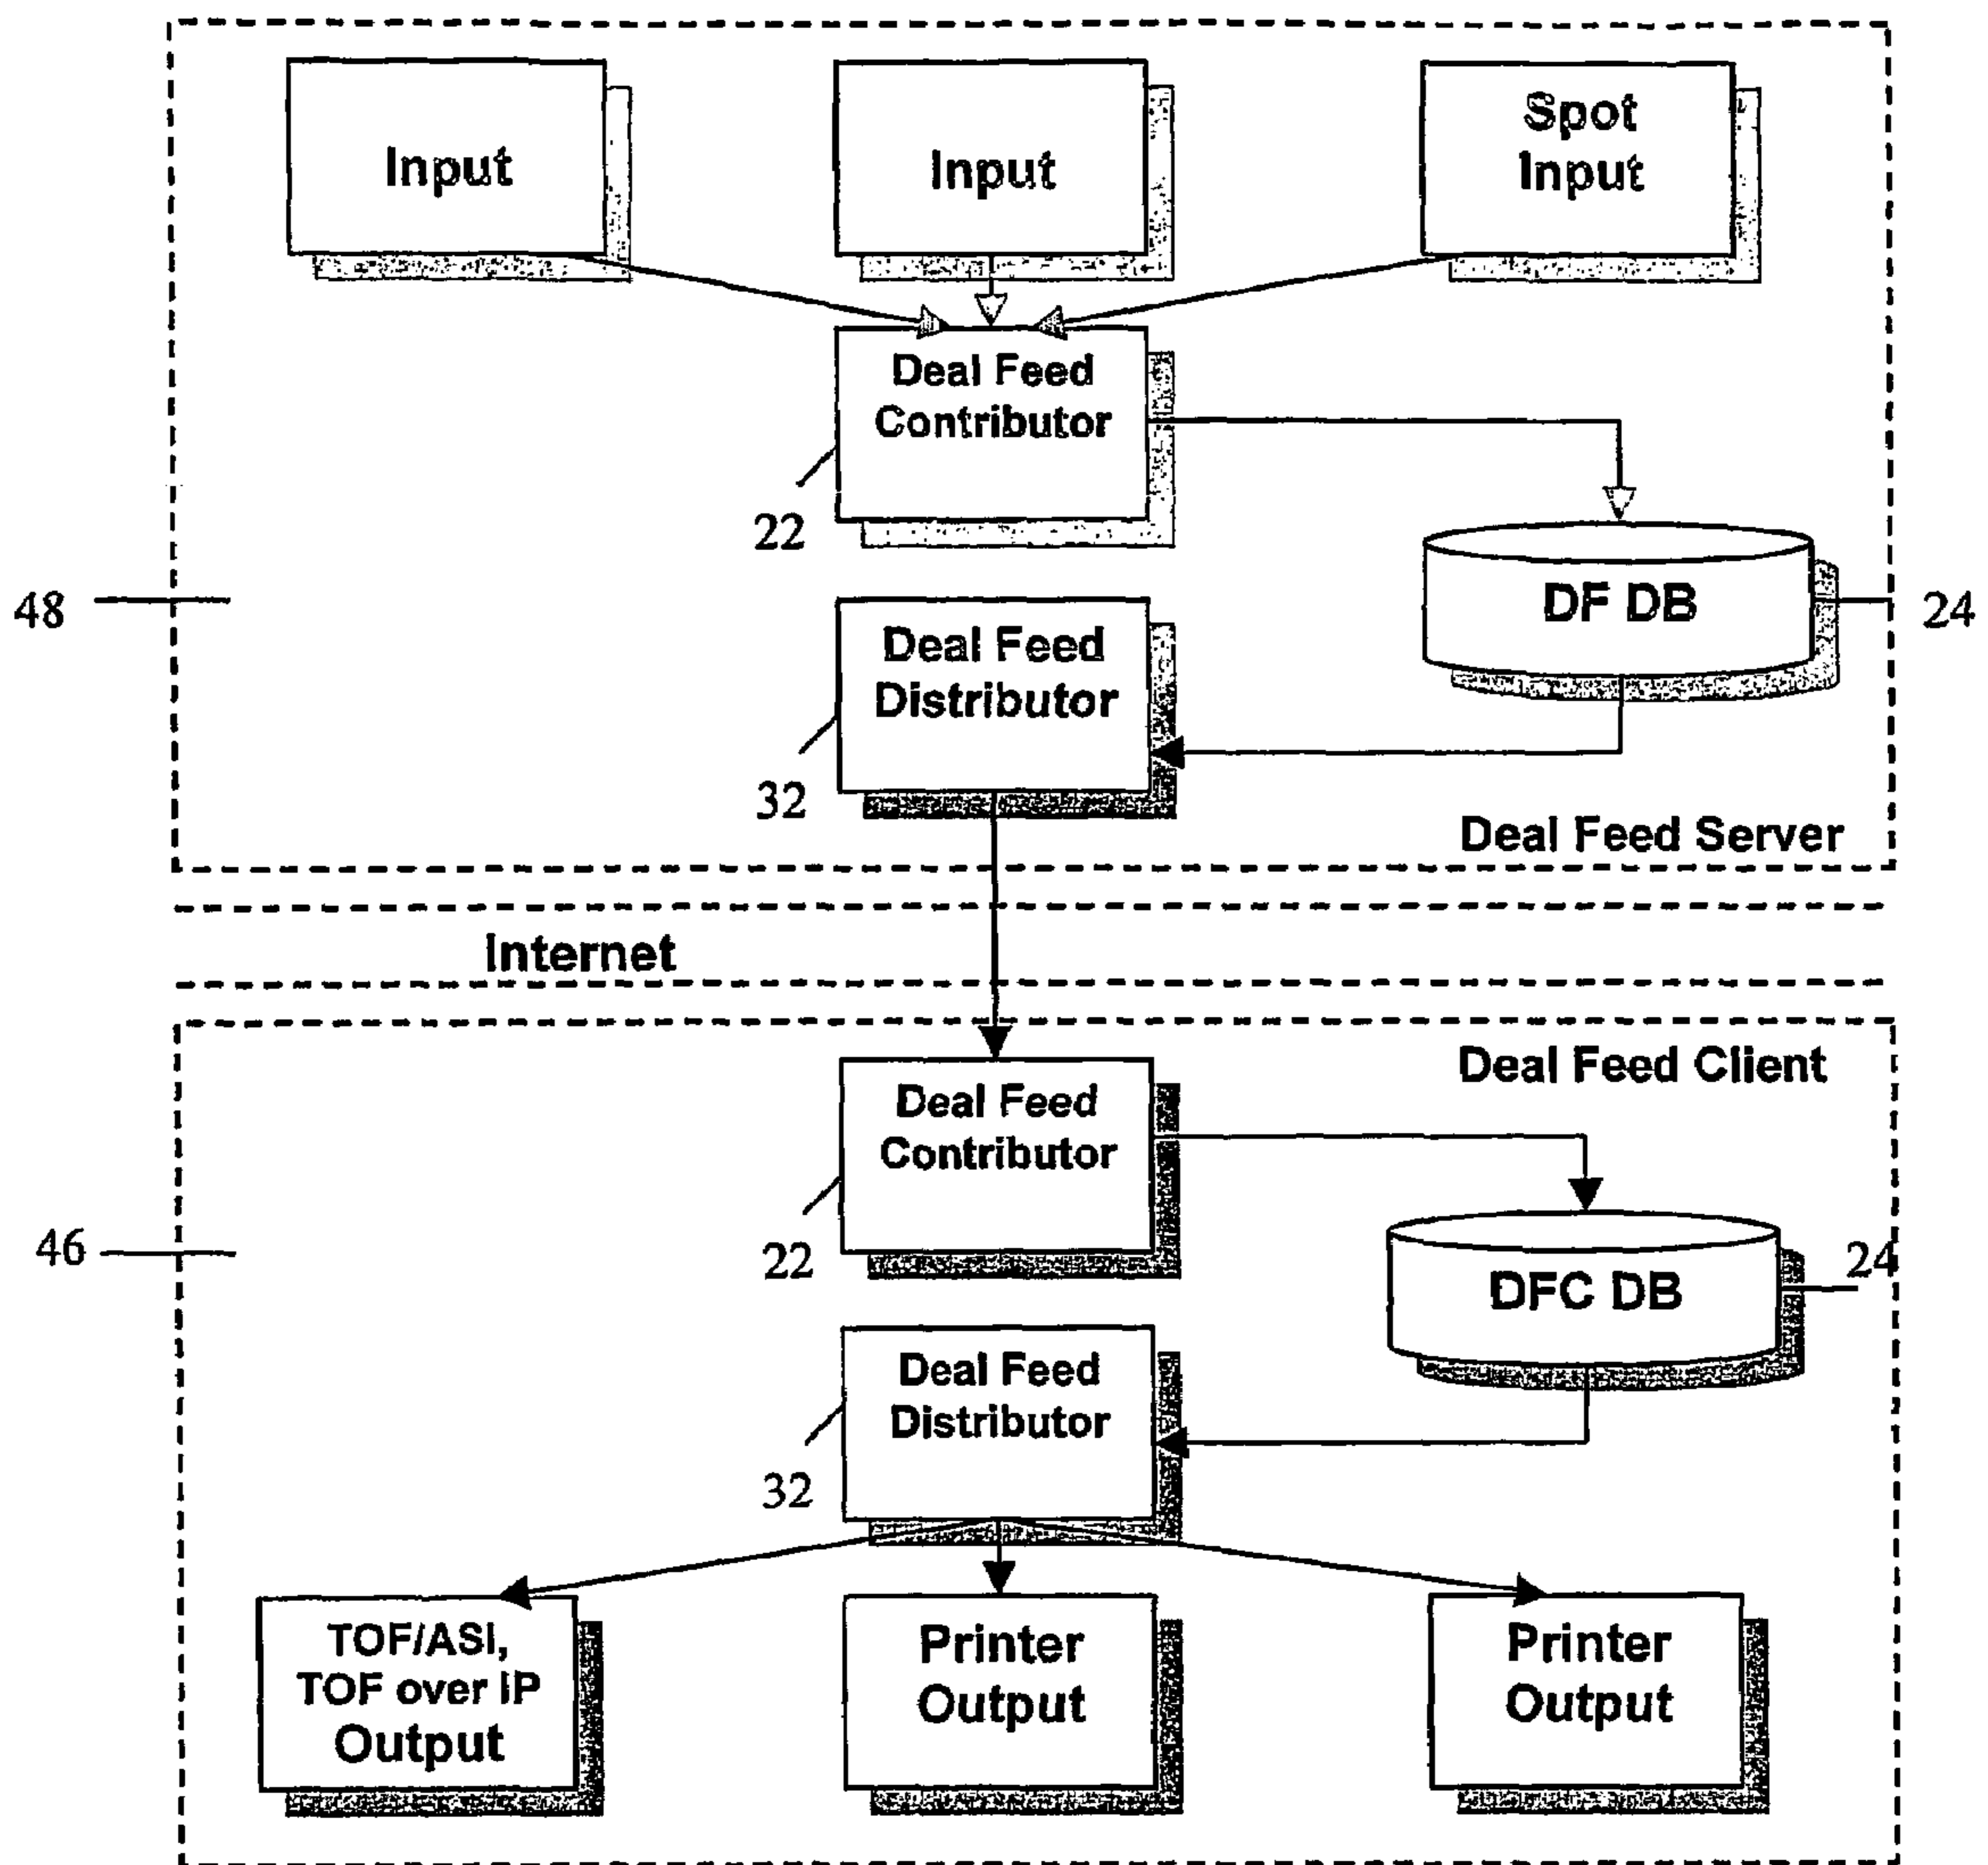 Input
Input
Spot
Input
Deal Feed
Contributor
22
48
DF DB
24
Deal Feed
Distributor
32
Deal Feed Server
Internet
Deal Feed Client
Deal Feed
Contributor
22
46
DFC DB
24
Deal Feed
Distributor
32
TOF/ASI,
TOF over IP
Output
Printer
Output
Printer
Output